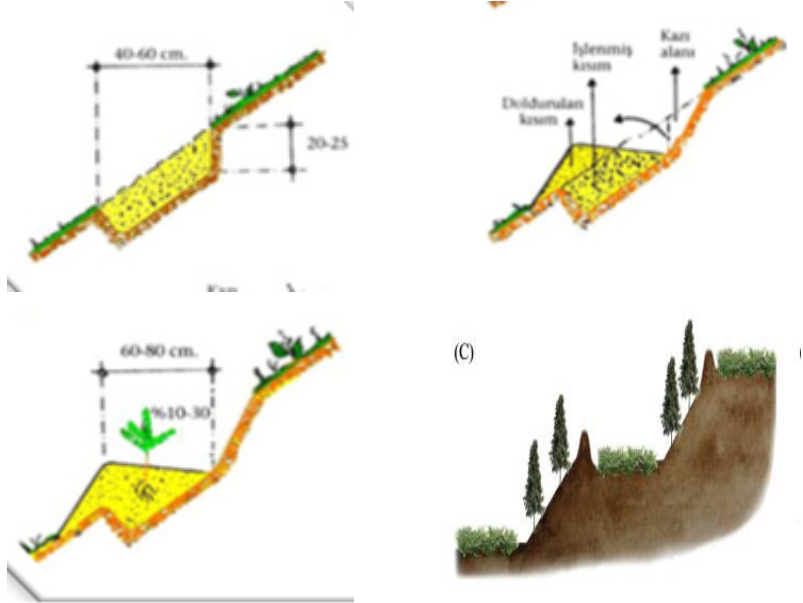 40-60 cm.
20-25
İşlenmiş
kısım
Kazı
alanı
Doldurulan
kısım
60-80 cm.
%10-30
(C)